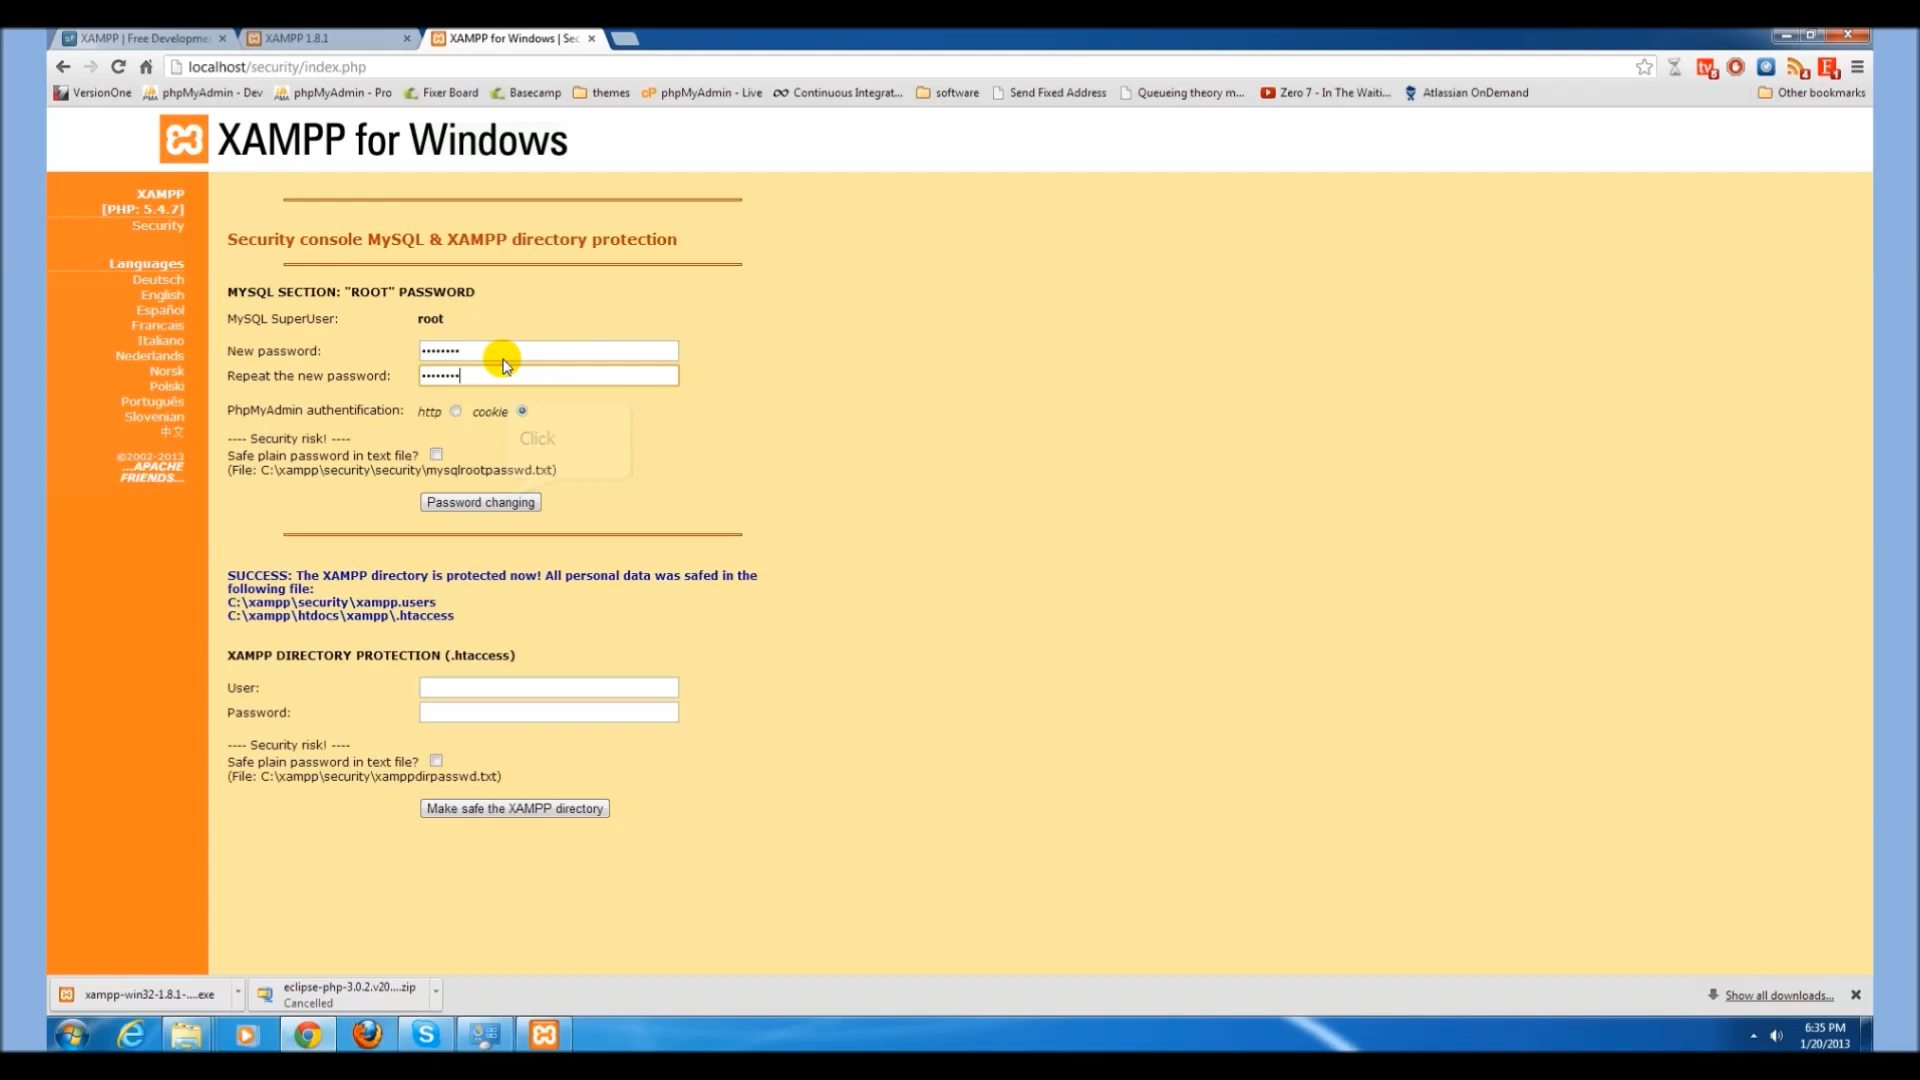 XAMPP | Free Developme
XAMPP 1.8.1
XAMPP for Windows | Sec
localhost/security/index.php
VersionOne
phpMyAdmin - Dev
phpMyAdmin - Pro
Fixer Board
Basecamp
themes
phpMyAdmin - Live
Continuous Integrat...
software
Send Fixed Address
Queueing theory m...
Zero 7 - In The Waiti...
Atlassian OnDemand
Other bookmarks
XAMPP for Windows
XAMPP
[PHP: 5.4.7]
Security
Languages
Deutsch
English
Español
Francais
Italiano
Nederlands
Norsk
Polski
Português
Slovenian
中文
©2002-2013
...APACHE
FRIENDS...
Security console MySQL & XAMPP directory protection
MYSQL SECTION: "ROOT" PASSWORD
MySQL SuperUser: root
New password: ••••••••
Repeat the new password: ••••••••
PhpMyAdmin authentification: http cookie
Click
---- Security risk! ----
Safe plain password in text file?
(File: C:\xampp\security\security\mysqlrootpasswd.txt)
Password changing
SUCCESS: The XAMPP directory is protected now! All personal data was safed in the
following file:
C:\xampp\security\xampp.users
C:\xampp\htdocs\xampp\.htaccess
XAMPP DIRECTORY PROTECTION (.htaccess)
User:
Password:
---- Security risk! ----
Safe plain password in text file?
(File: C:\xampp\security\xamppdirpasswd.txt)
Make safe the XAMPP directory
xampp-win32-1.8.1-....exe
eclipse-php-3.0.2.v20....zip
Cancelled
Show all downloads...
6:35 PM
1/20/2013